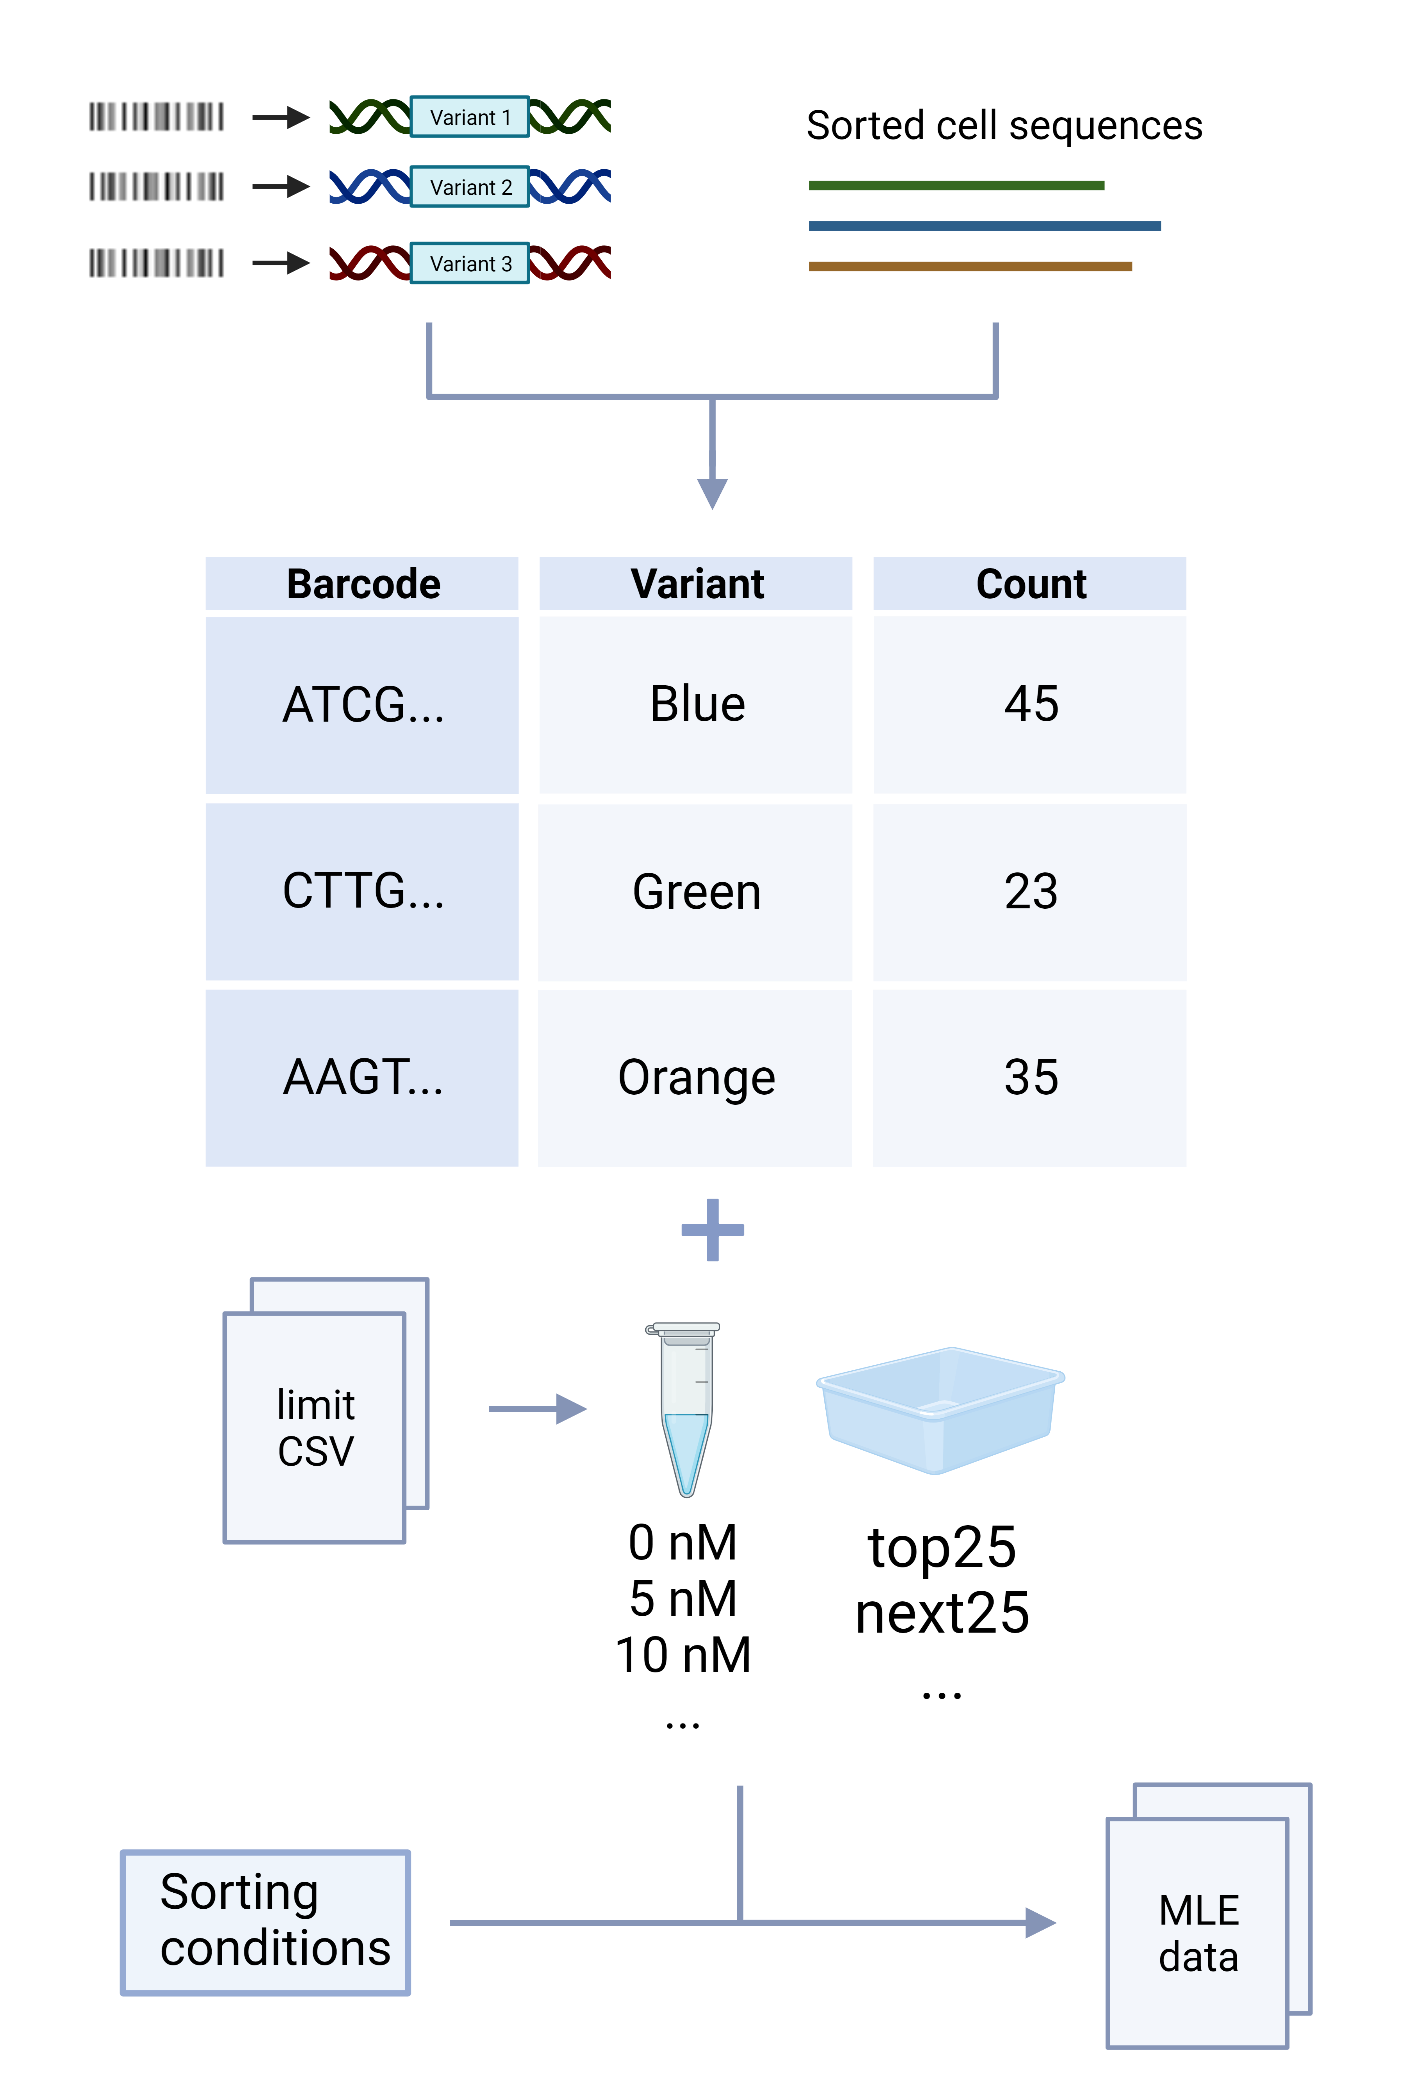 Variant 1
Variant 2
Variant 3
Sorted cell sequences
Barcode Variant Count
ATCG... Blue 45
CTTG... Green 23
AAGT... Orange 35
+
limit
CSV
0 nM
5 nM
10 nM
...
top25
next25
...
Sorting
conditions
MLE
data